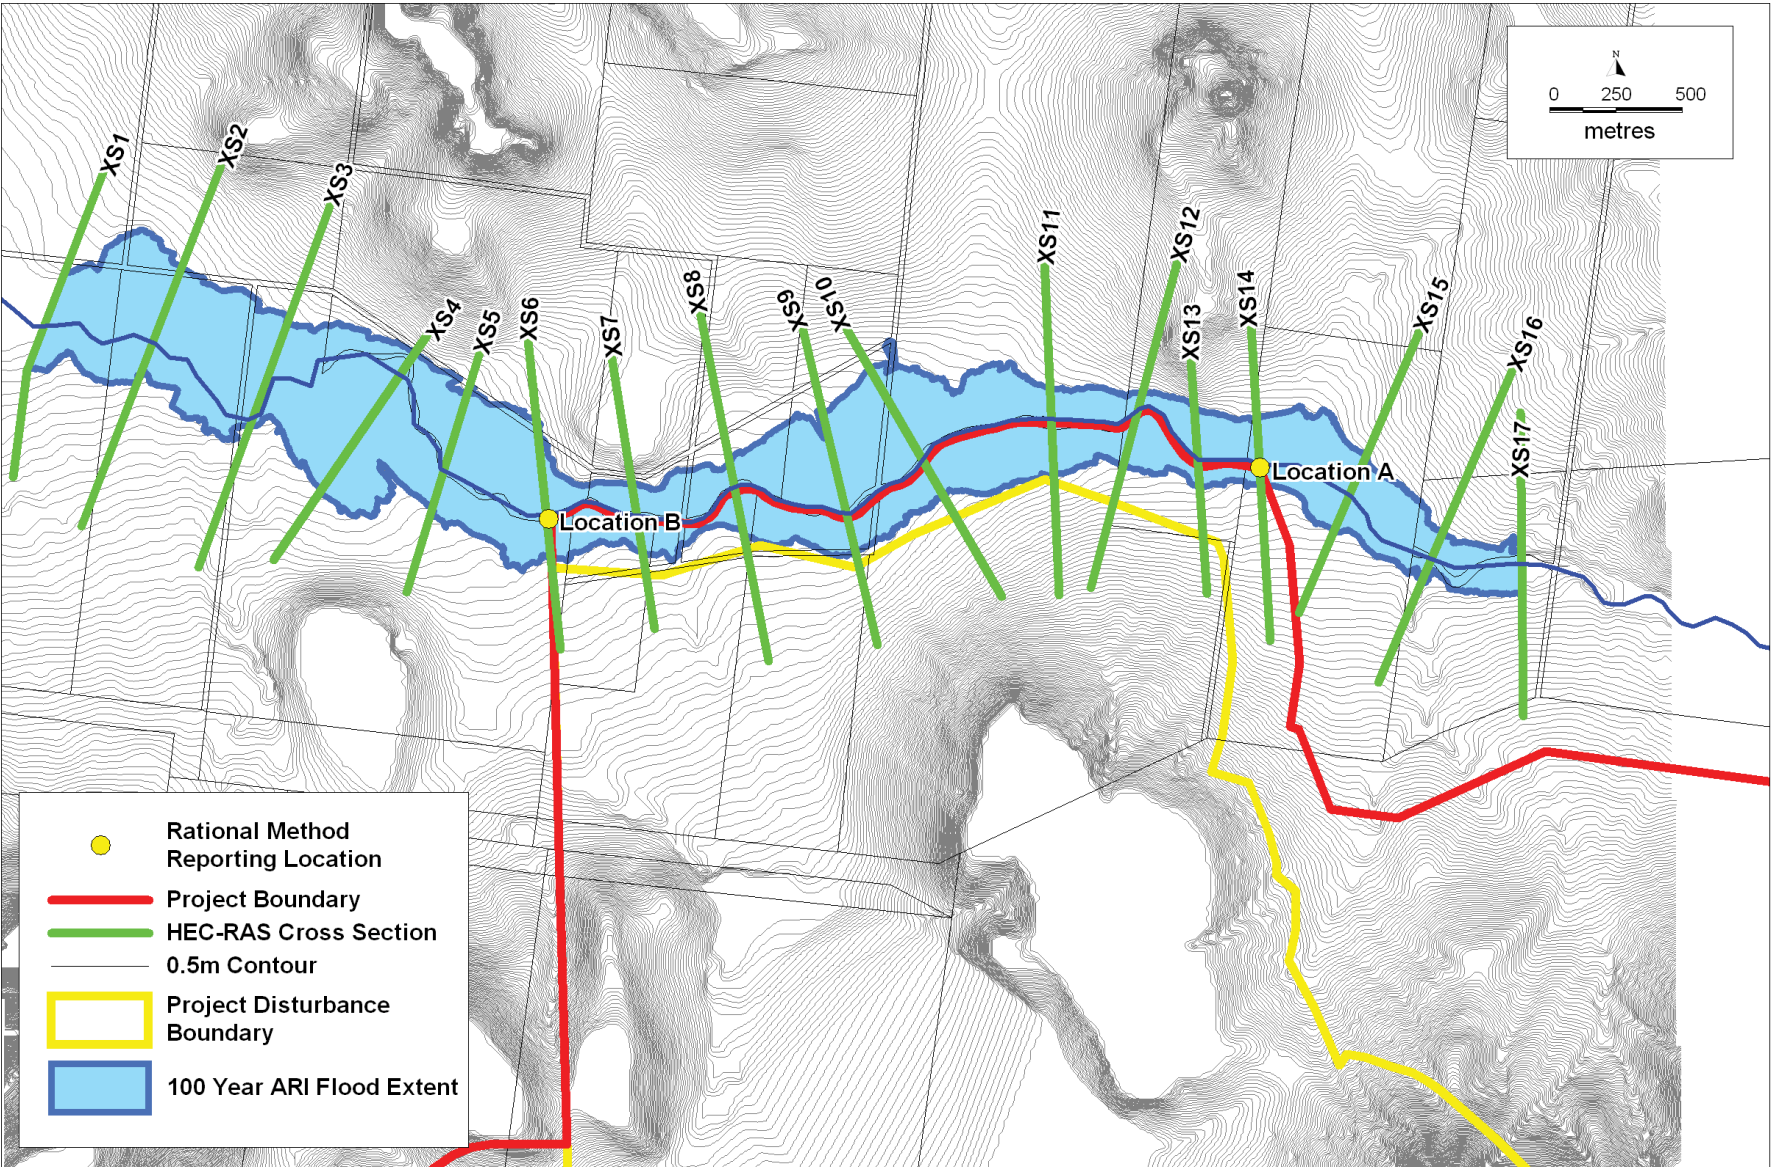 N
0 250 500
metres
XS1
XS2
XS3
XS4
XS5
XS6
XS7
XS8
XS9
XS10
XS11
XS12
XS13
XS14
XS15
XS16
XS17
Location A
Location B
Rational Method
Reporting Location
Project Boundary
HEC-RAS Cross Section
0.5m Contour
Project Disturbance
Boundary
100 Year ARI Flood Extent